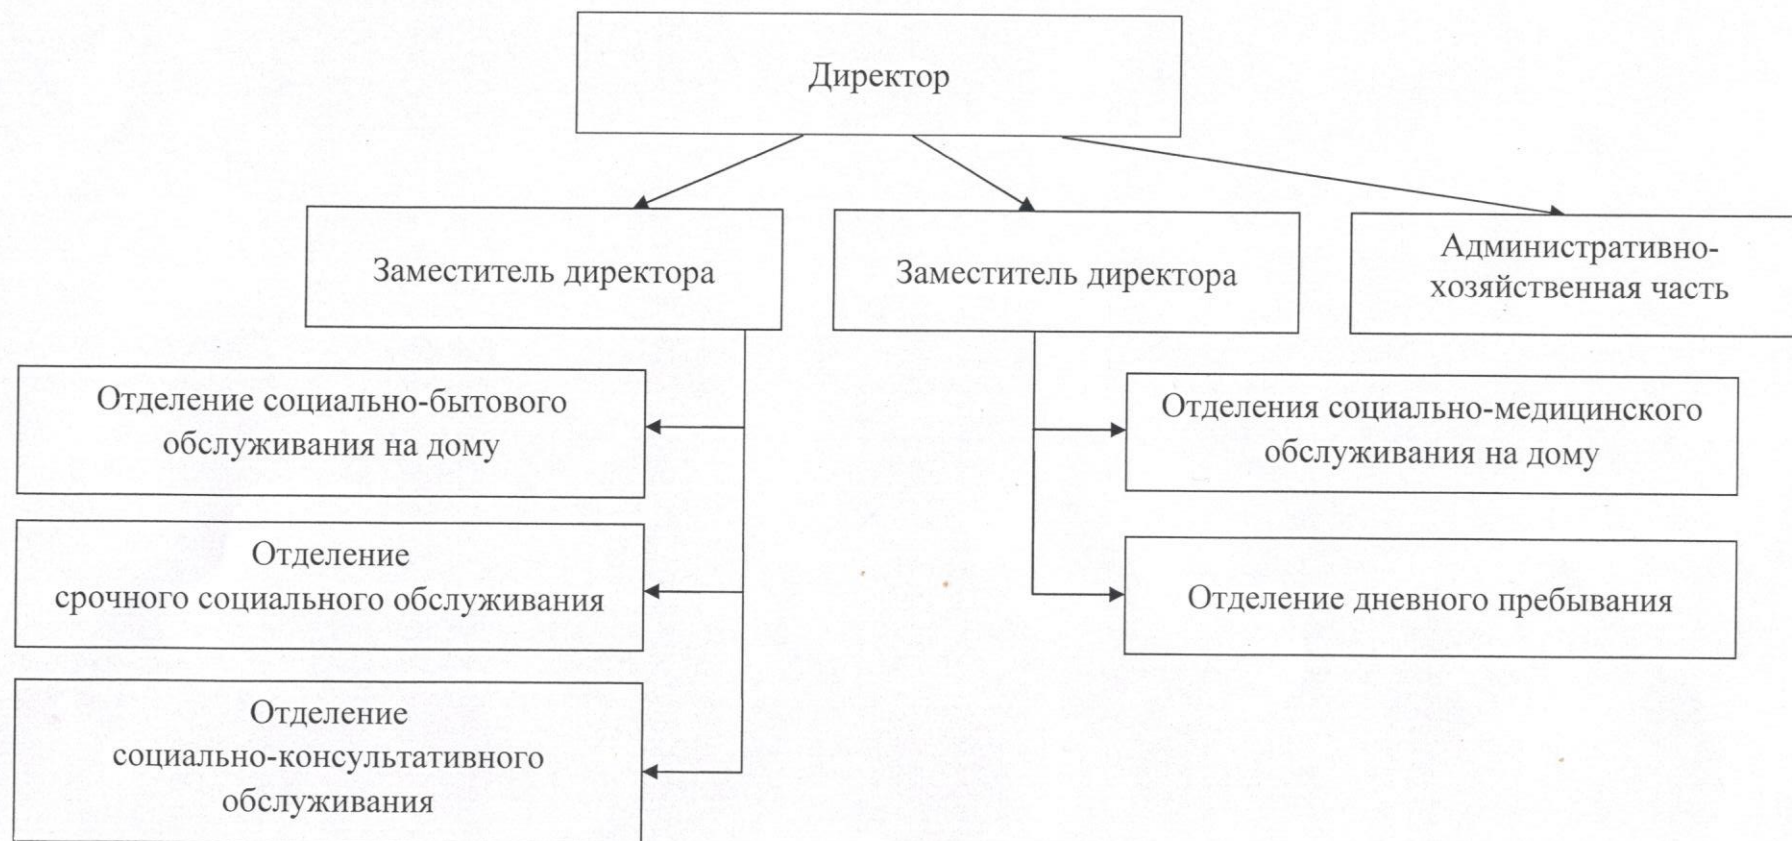 Директор
Заместитель директора
Заместитель директора
Административно-
хозяйственная часть
Отделение социально-бытового
обслуживания на дому
Отделения социально-медицинского
обслуживания на дому
Отделение
срочного социального обслуживания
Отделение дневного пребывания
Отделение
социально-консультативного
обслуживания